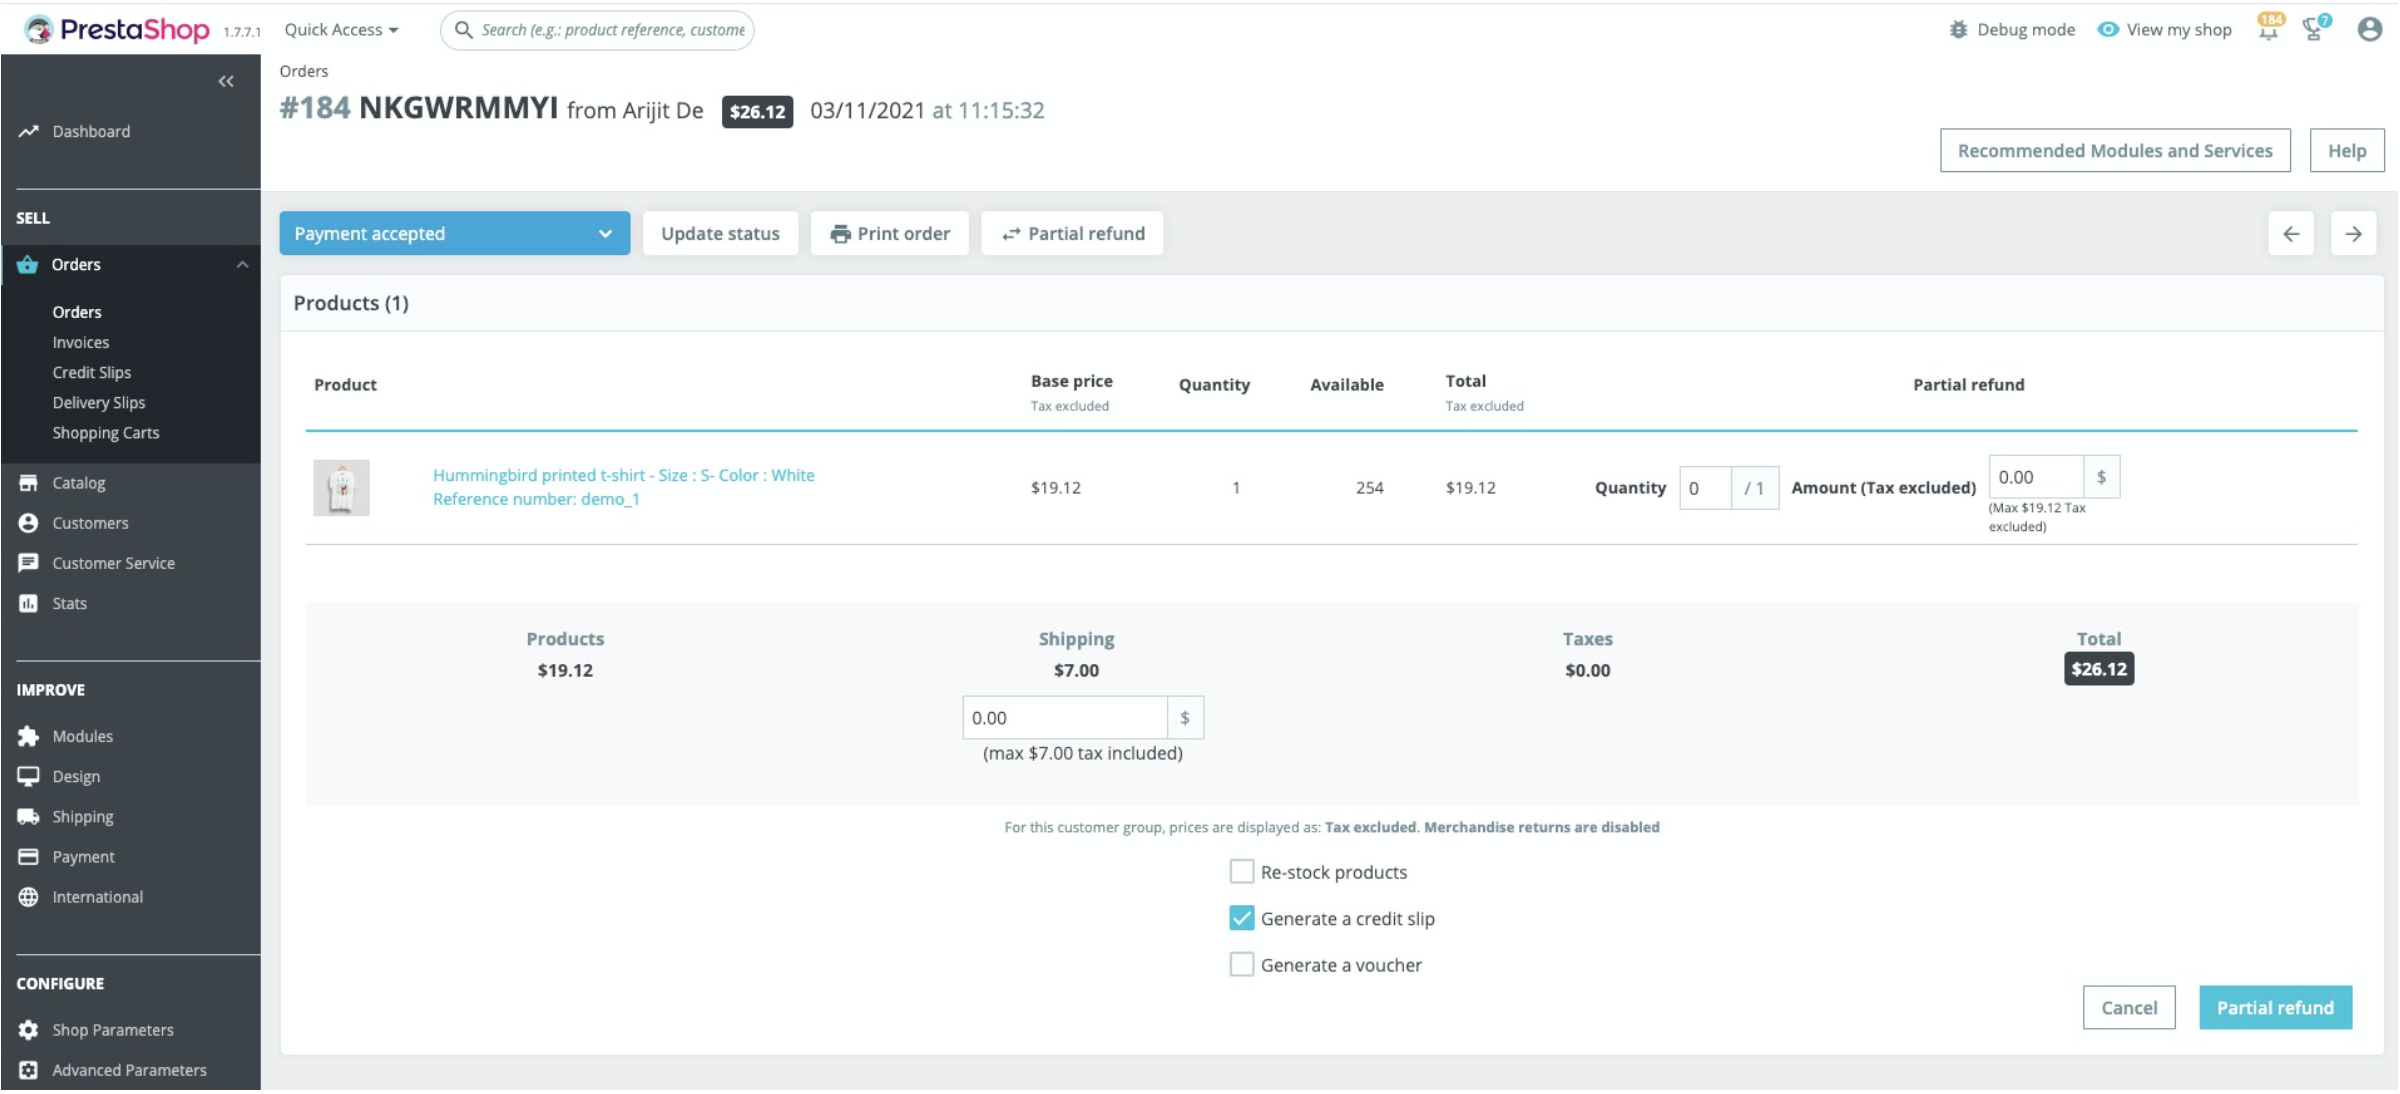 PrestaShop 1.7.7.1 Quick Access Search (e.g.: product reference, custome Debug mode View my shop 184 7
Orders
#184 NKGWRMMYI from Arijit De $26.12 03/11/2021 at 11:15:32
Recommended Modules and Services Help
Dashboard
SELL
Orders
Orders
Invoices
Credit Slips
Delivery Slips
Shopping Carts
Catalog
Customers
Customer Service
Stats
IMPROVE
Modules
Design
Shipping
Payment
International
CONFIGURE
Shop Parameters
Advanced Parameters
Payment accepted Update status Print order Partial refund
Products (1)
Product Base price Quantity Available Total Partial refund
Tax excluded Tax excluded
Hummingbird printed t-shirt - Size : S- Color : White
Reference number: demo_1
$19.12 1 254 $19.12 Quantity 0 / 1 Amount (Tax excluded) 0.00 $
(Max $19.12 Tax
excluded)
Products Shipping Taxes Total
$19.12 $7.00 $0.00 $26.12
0.00 $
(max $7.00 tax included)
For this customer group, prices are displayed as: Tax excluded. Merchandise returns are disabled
Re-stock products
Generate a credit slip
Generate a voucher
Cancel Partial refund